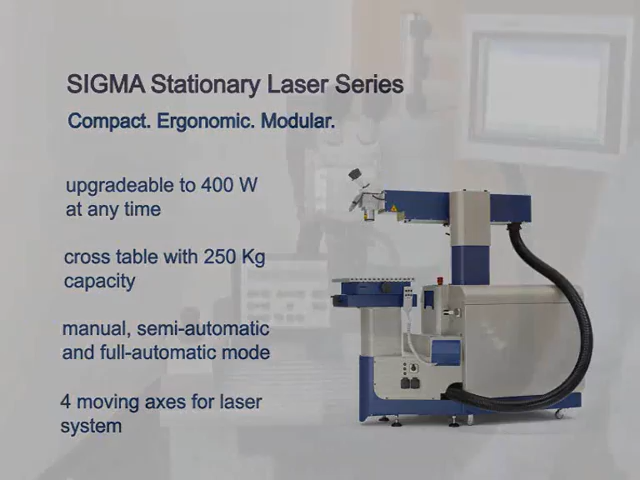 SIGMA Stationary Laser Series
Compact. Ergonomic. Modular.
upgradeable to 400 W
at any time
cross table with 250 Kg
capacity
manual, semi-automatic
and full-automatic mode
4 moving axes for laser
system